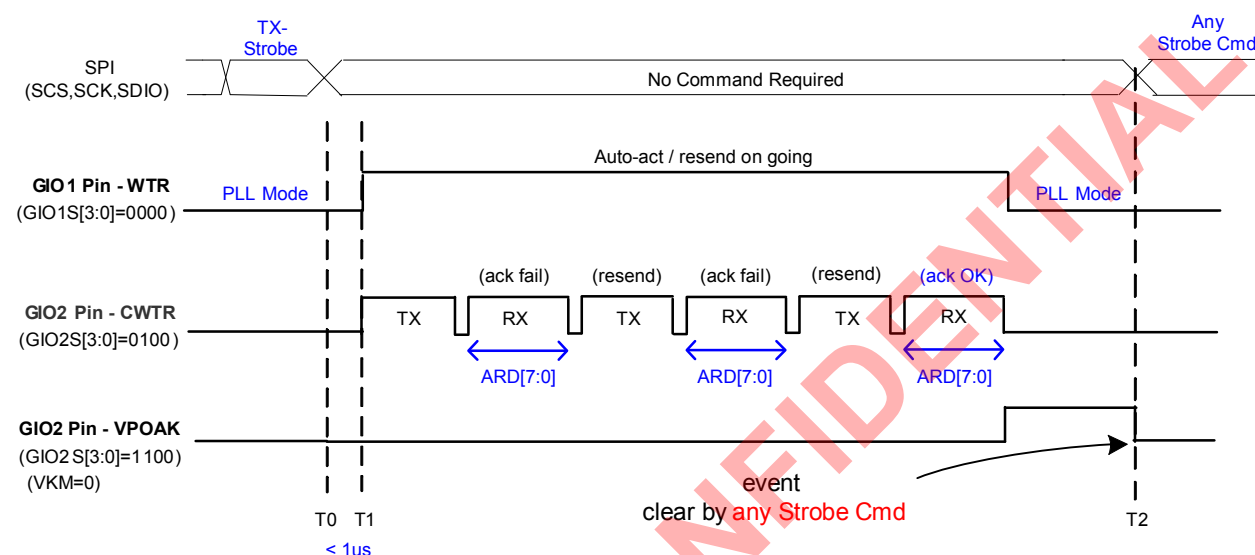 TX-
Strobe
Any
Strobe Cmd
SPI
(SCS,SCK,SDIO)
No Command Required
Auto-act / resend on going
GIO1 Pin - WTR
(GIO1S[3:0]=0000)
PLL Mode
PLL Mode
(ack fail)
(resend)
(ack fail)
(resend)
(ack OK)
GIO2 Pin - CWTR
(GIO2S[3:0]=0100)
TX
RX
TX
RX
TX
RX
ARD[7:0]
ARD[7:0]
ARD[7:0]
GIO2 Pin - VPOAK
(GIO2S[3:0]=1100)
(VKM=0)
event
clear by any Strobe Cmd
T0
T1
T2
< 1us
NFIDENTIAL